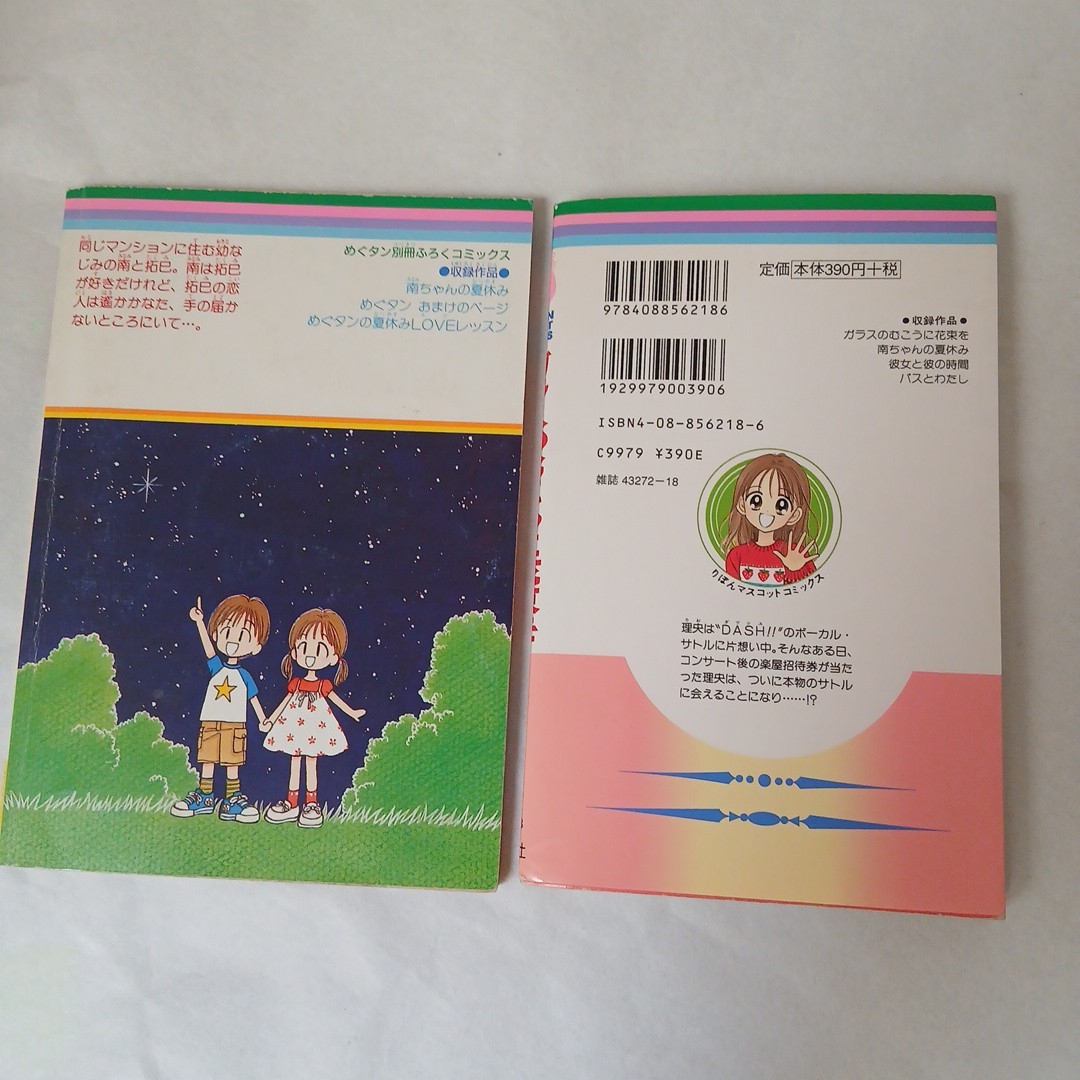 同じマンションに住む幼な
じみの南と拓巳。南は拓巳
が好きだけれど、拓巳の恋
人は遥かかなた、手の届か
ないところにいて…。
めぐタン別冊ふろくコミックス
●収録作品●
南ちゃんの夏休み
めぐタン おまけのページ
めぐタンの夏休みLOVEレッスン
9784088562186
1929979003906
ISBN4-08-856218-6
C9979 ¥390E
雑誌 43272-18
定価 本体390円+税
●収録作品●
ガラスのむこうに花束を
南ちゃんの夏休み
彼女と彼の時間
バスとわたし
りぼんマスコットコミックス
理央は“DASH!!”のボーカル・
サトルに片想い中。そんなある日、
コンサート後の楽屋招待券が当た
った理央は、ついに本物のサトル
に会えることになり……!?
社